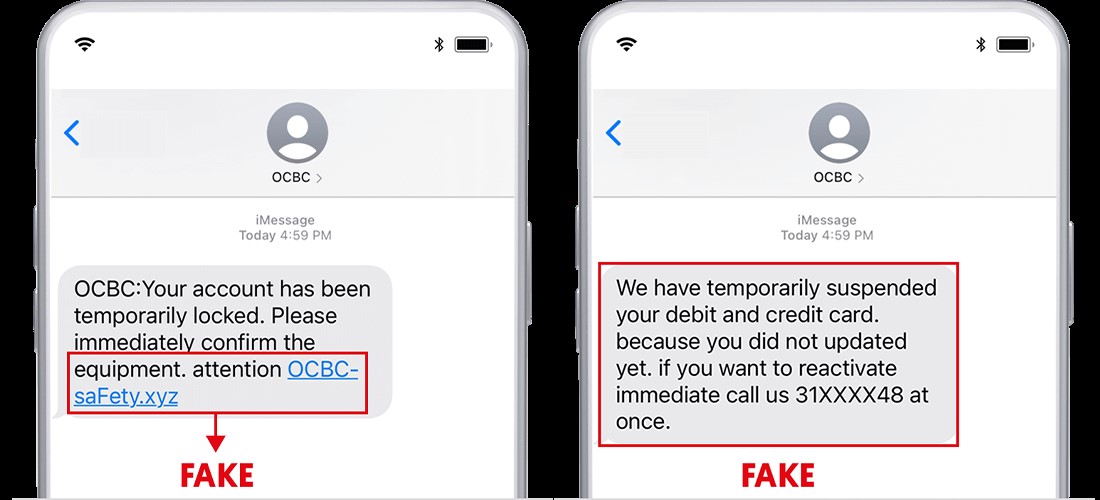 OCBC
iMessage
Today 4:59 PM
OCBC:Your account has been
temporarily locked. Please
immediately confirm the
equipment. attention OCBC-
saFety.xyz
FAKE
OCBC
iMessage
Today 4:59 PM
We have temporarily suspended
your debit and credit card.
because you did not updated
yet. if you want to reactivate
immediate call us 31XXXX48 at
once.
FAKE